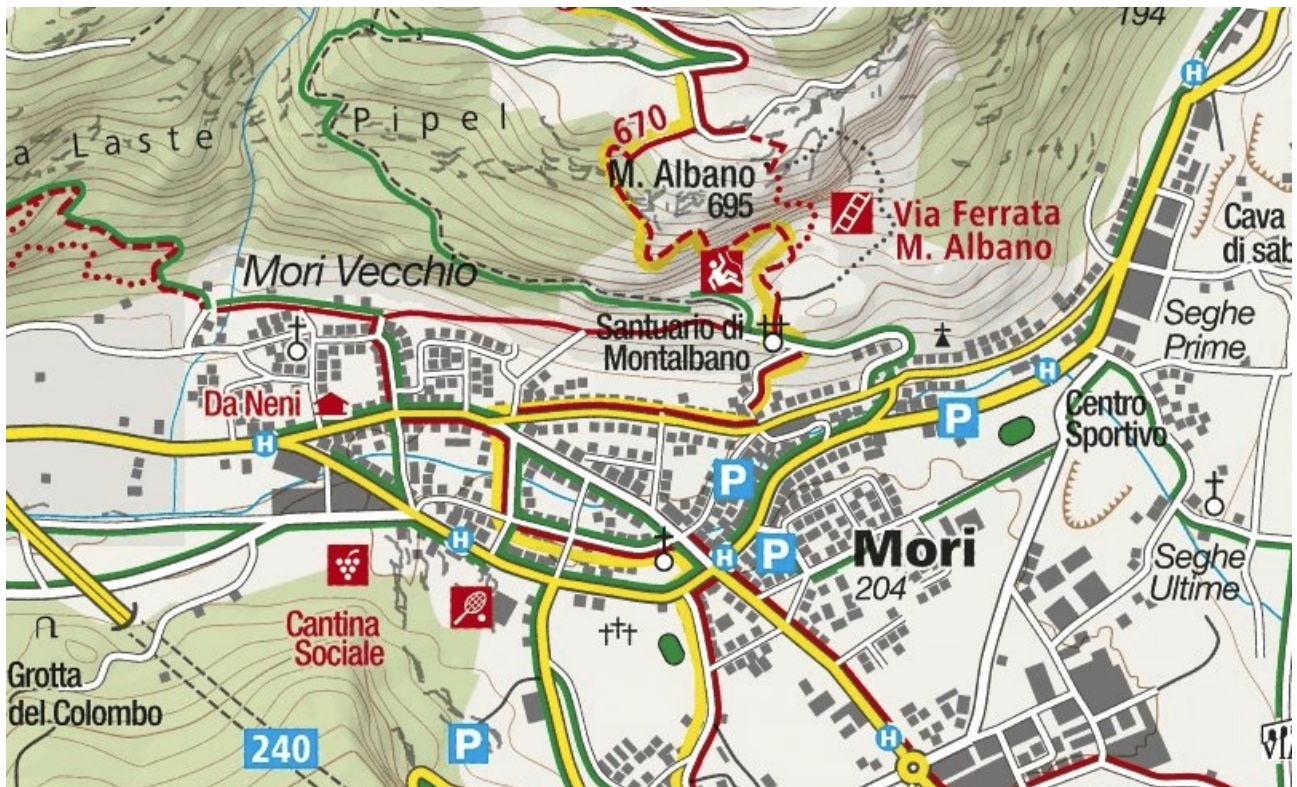 194
Pipel
a Laste
670
M. Albano
695
Via Ferrata
M. Albano
Cava
di sab
Mori Vecchio
Seghe
Prime
Santuario di
Montalbano
H
H
Da Neni
H
P
Centro
Sportivo
P
H
H
P
Mori
204
Seghe
Ultime
Cantina
Sociale
Grotta
del Colombo
240
P
H
VIA